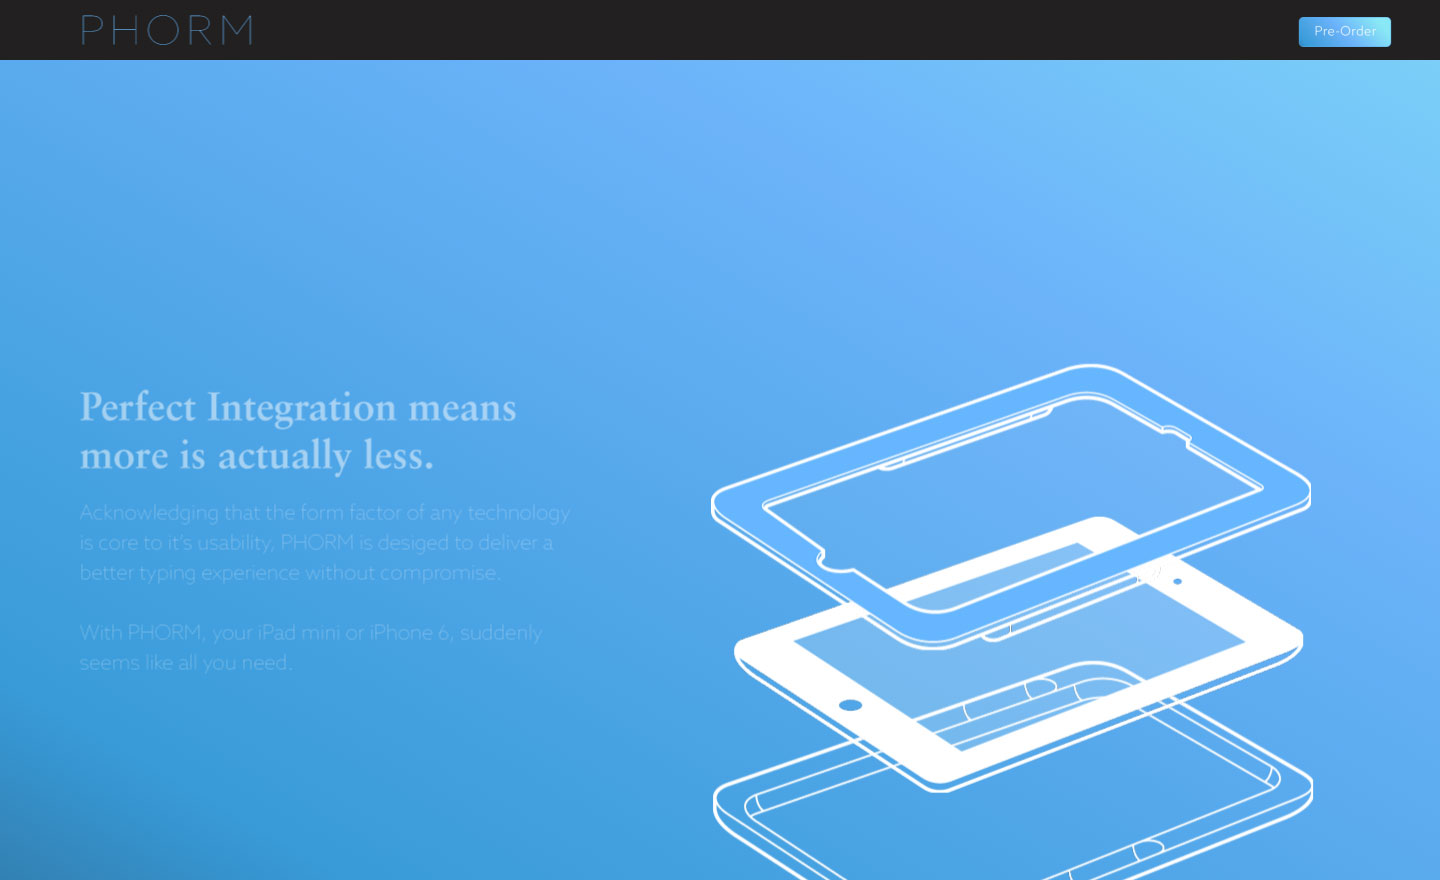 PHORM
Pre-Order
Perfect Integration means
more is actually less.
Acknowledging that the form factor of any technology
is core to it's usability, PHORM is desiged to deliver a
better typing experience without compromise.
With PHORM, your iPad mini or iPhone 6, suddenly
seems like all you need.